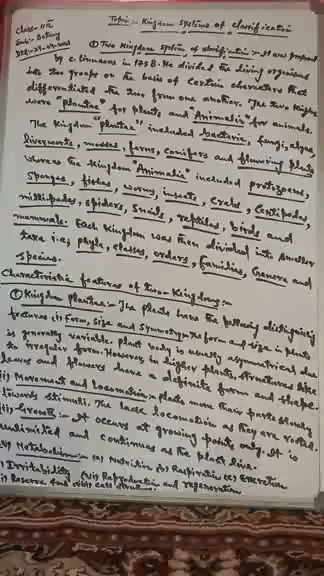 Class - 11th
Topic:- Kingdom systems of classification
Sub:- Botany
① Two Kingdom system of classification:- It was proposed
by C. Linnaeus in 1758. He divided the living organisms
into two groups on the basis of certain characters that
differentiated the two from one another. The two kingdoms
were "plantae" for plants and Animalia for animals.
The Kingdom "plantae" included bacteria, fungi, algae,
liverworts, mosses, ferns, conifers and flowering plants
whereas the kingdom "Animalia" included protozoans,
sponges, fishes, worms, insects, crabs, centipedes,
millipedes, spiders, snails, reptiles, birds and
mammals. Each kingdom was then divided into smaller
taxa i.e; phyla, classes, orders, families, Genera and
species.
Characteristic features of two-Kingdoms:-
① Kingdom plantae:- The plants have the following distinguishing
features (i) Form, size and symmetry:- The form and size in plants
is generally variable. plant body is usually asymmetrical due
to irregular form. However, in higher plants, structures like
leaves and flowers have a definite form and shape.
(ii) Movement and Locomotion:- plants move their parts slowly
towards stimuli. The lack locomotion as they are rooted.
(iii) Growth:- It occurs at growing points only. It is
unlimited and continues as the plant live.
Metabolism:- (a) Nutrition (b) Respiration (c) Excretion
Irritability (vii) Reproduction and regeneration
Reserve food (viii) Cell structure.